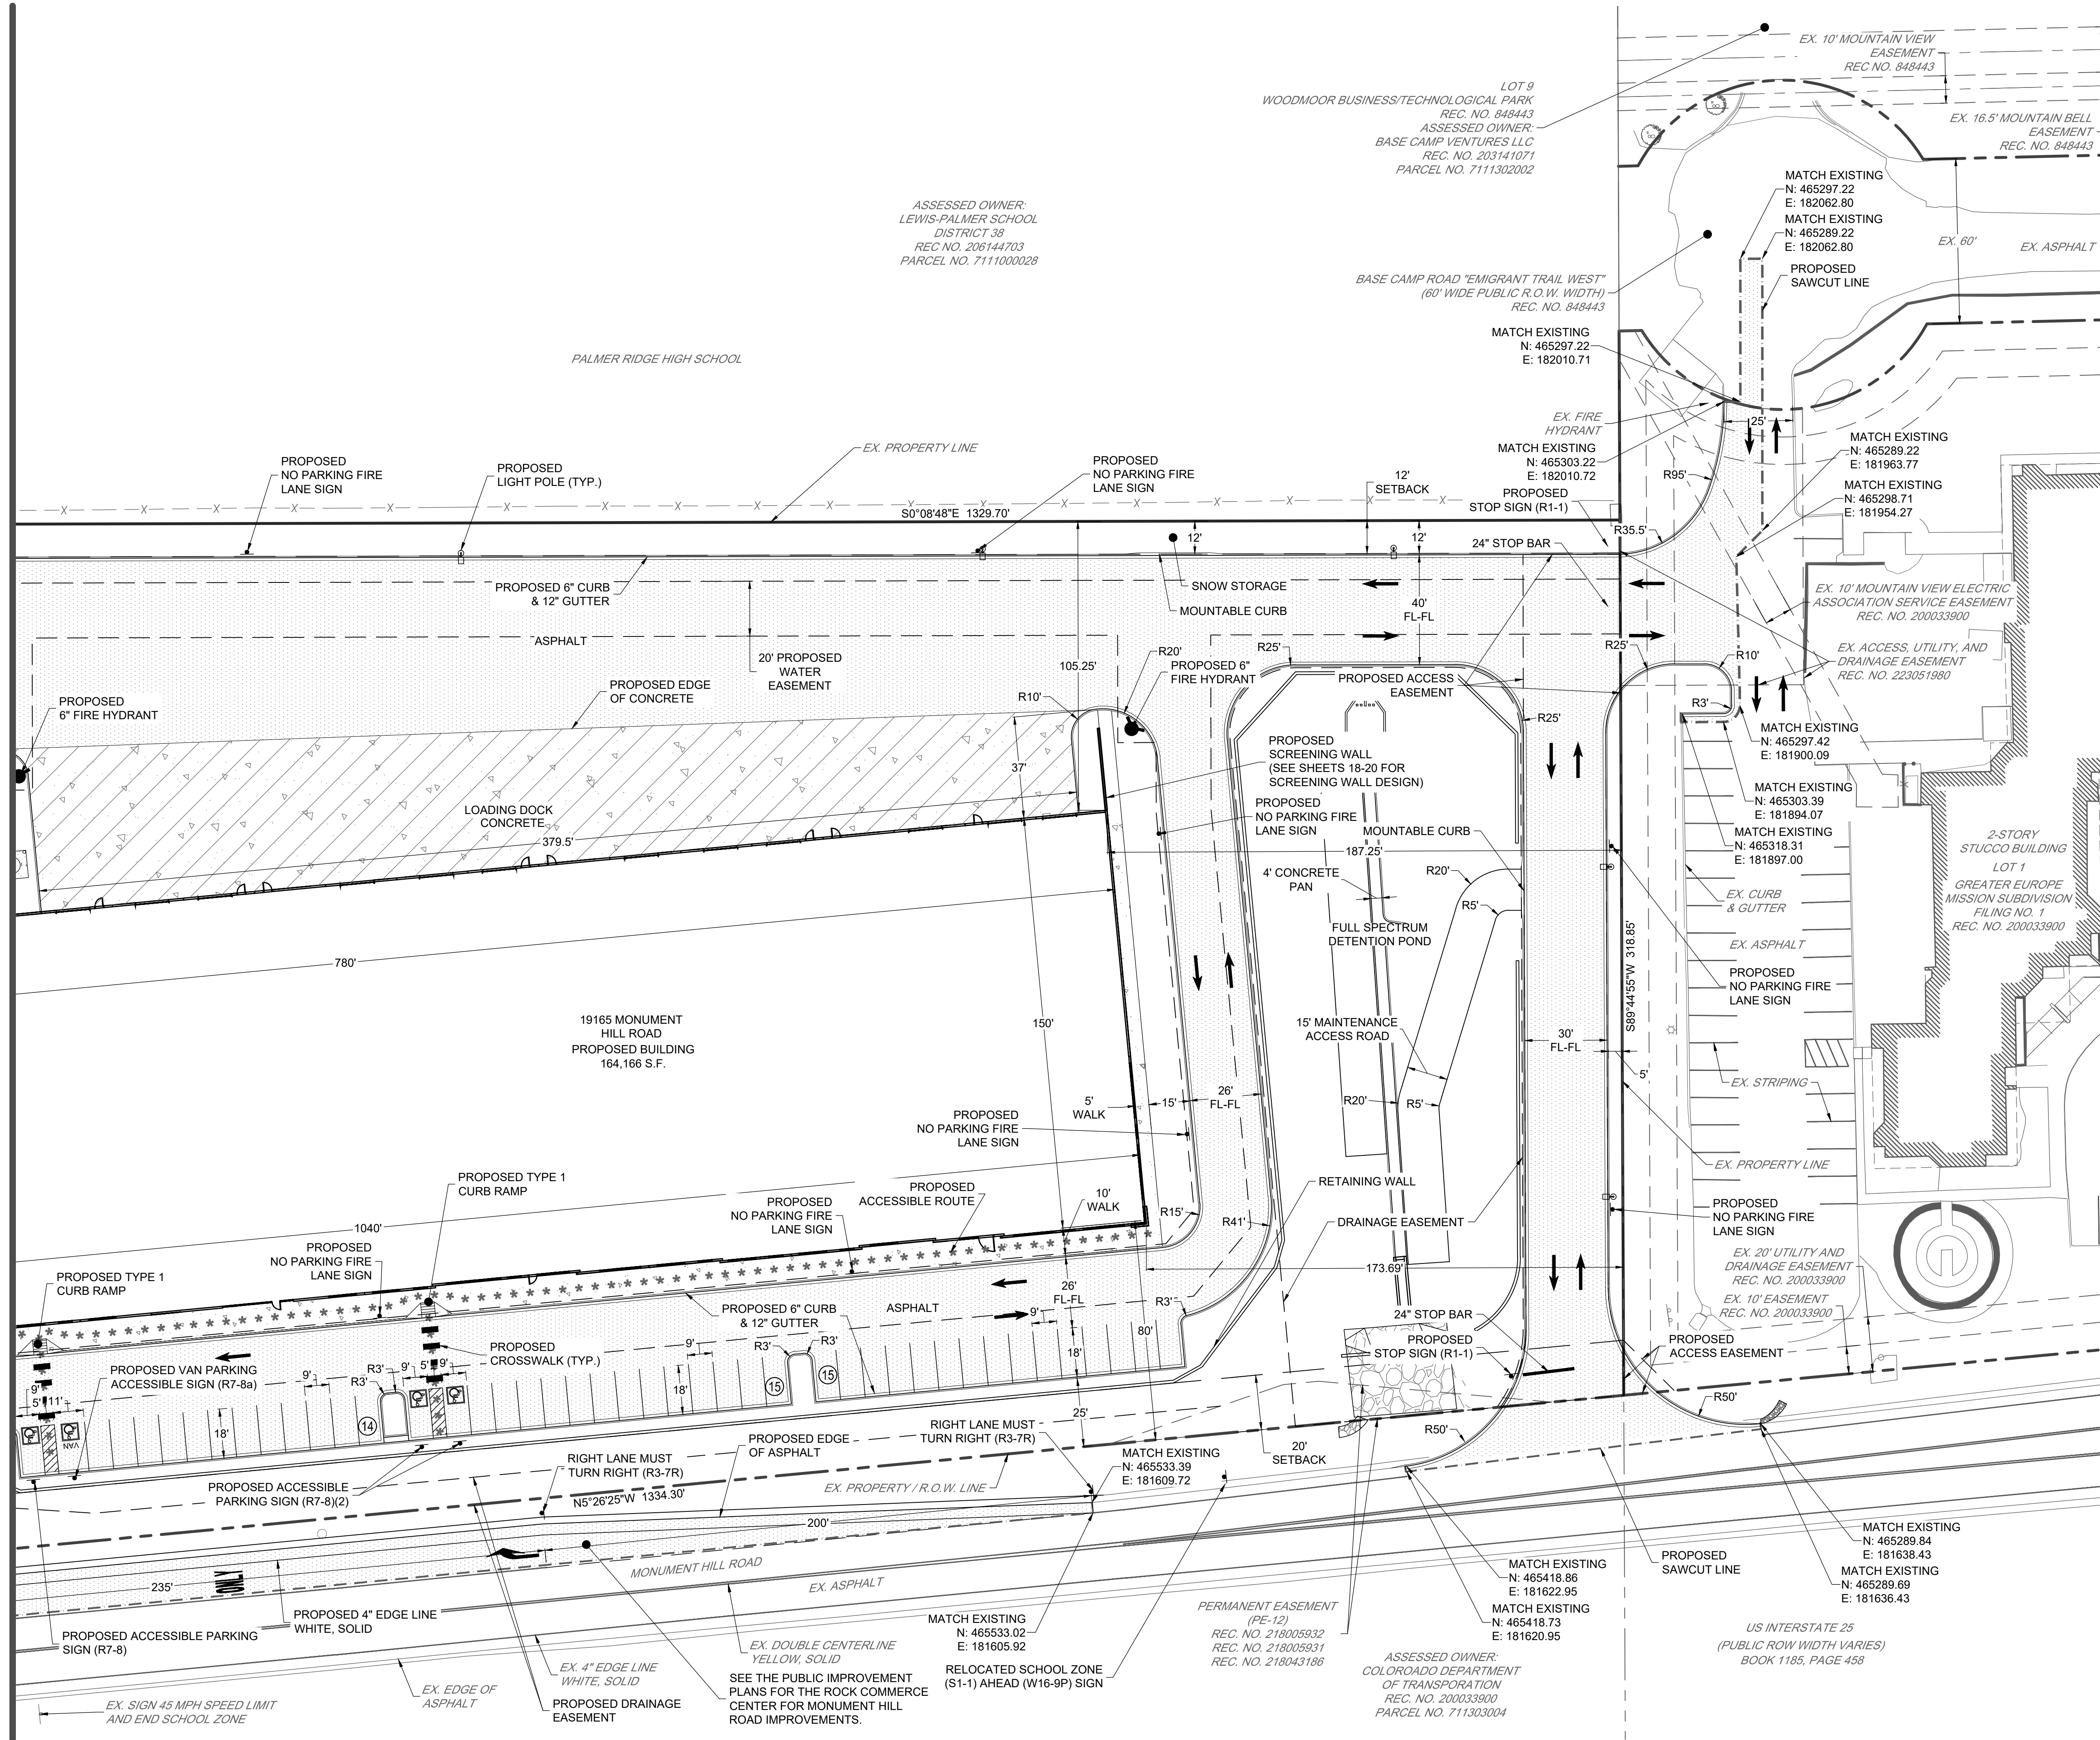 EX. 10' MOUNTAIN VIEW
EASEMENT
REC NO. 848443
LOT 9
WOODMOOR BUSINESS/TECHNOLOGICAL PARK
REC. NO. 848443
ASSESSED OWNER:
BASE CAMP VENTURES LLC
REC. NO. 203141071
PARCEL NO. 7111302002
EX. 16.5' MOUNTAIN BELL
EASEMENT
REC. NO. 848443
MATCH EXISTING
N: 465297.22
E: 182062.80
MATCH EXISTING
N: 465289.22
E: 182062.80
PROPOSED
SAWCUT LINE
EX. 60'
EX. ASPHALT
ASSESSED OWNER:
LEWIS-PALMER SCHOOL
DISTRICT 38
REC NO. 206144703
PARCEL NO. 7111000028
BASE CAMP ROAD "EMIGRANT TRAIL WEST"
(60' WIDE PUBLIC R.O.W. WIDTH)
REC. NO. 848443
MATCH EXISTING
N: 465297.22
E: 182010.71
PALMER RIDGE HIGH SCHOOL
EX. FIRE
HYDRANT
MATCH EXISTING
N: 465303.22
E: 182010.72
PROPOSED
STOP SIGN (R1-1)
25'
R95'
R35.5'
MATCH EXISTING
N: 465289.22
E: 181963.77
MATCH EXISTING
N: 465298.71
E: 181954.27
PROPOSED
NO PARKING FIRE
LANE SIGN
PROPOSED
LIGHT POLE (TYP.)
EX. PROPERTY LINE
PROPOSED
NO PARKING FIRE
LANE SIGN
12'
SETBACK
X X X X X X X X X X X X X X X X X X
S0°08'48"E 1329.70'
12'
12'
24" STOP BAR
PROPOSED 6" CURB
& 12" GUTTER
SNOW STORAGE
MOUNTABLE CURB
40'
FL-FL
EX. 10' MOUNTAIN VIEW ELECTRIC
ASSOCIATION SERVICE EASEMENT
REC. NO. 200033900
EX. ACCESS, UTILITY, AND
DRAINAGE EASEMENT
REC. NO. 223051980
ASPHALT
20' PROPOSED
WATER
EASEMENT
105.25'
R20'
R25'
R25'
R10'
PROPOSED 6"
FIRE HYDRANT
PROPOSED ACCESS
EASEMENT
PROPOSED EDGE
OF CONCRETE
R10'
R3'
R25'
PROPOSED
6" FIRE HYDRANT
MATCH EXISTING
N: 465297.42
E: 181900.09
PROPOSED
SCREENING WALL
(SEE SHEETS 18-20 FOR
SCREENING WALL DESIGN)
37'
MATCH EXISTING
N: 465303.39
E: 181894.07
LOADING DOCK
CONCRETE
379.5'
PROPOSED
NO PARKING FIRE
LANE SIGN
MOUNTABLE CURB
MATCH EXISTING
N: 465318.31
E: 181897.00
187.25'
4' CONCRETE
PAN
R20'
R5'
EX. CURB
& GUTTER
2-STORY
STUCCO BUILDING
LOT 1
GREATER EUROPE
MISSION SUBDIVISION
FILING NO. 1
REC. NO. 200033900
FULL SPECTRUM
DETENTION POND
S89°44'55"W 318.85'
EX. ASPHALT
780'
PROPOSED
NO PARKING FIRE
LANE SIGN
19165 MONUMENT
HILL ROAD
PROPOSED BUILDING
164,166 S.F.
150'
15' MAINTENANCE
ACCESS ROAD
30'
FL-FL
5'
EX. STRIPING
5'
WALK
15'
26'
FL-FL
R20'
R5'
PROPOSED
NO PARKING FIRE
LANE SIGN
EX. PROPERTY LINE
PROPOSED TYPE 1
CURB RAMP
PROPOSED
NO PARKING FIRE
LANE SIGN
PROPOSED
ACCESSIBLE ROUTE
10'
WALK
RETAINING WALL
R15'
R41'
DRAINAGE EASEMENT
PROPOSED
NO PARKING FIRE
LANE SIGN
1040'
PROPOSED
NO PARKING FIRE
LANE SIGN
173.69'
EX. 20' UTILITY AND
DRAINAGE EASEMENT
REC. NO. 200033900
EX. 10' EASEMENT
REC. NO. 200033900
PROPOSED TYPE 1
CURB RAMP
26'
FL-FL
R3'
PROPOSED 6" CURB
& 12" GUTTER
ASPHALT
9'
24" STOP BAR
PROPOSED
STOP SIGN (R1-1)
PROPOSED
ACCESS EASEMENT
80'
18'
PROPOSED
CROSSWALK (TYP.)
9'
R3'
R3'
PROPOSED VAN PARKING
ACCESSIBLE SIGN (R7-8a)
9'
R3'
9'
5'
9'
18'
15
15
9'
5'
11'
VAN
18'
14
25'
R50'
R50'
RIGHT LANE MUST
TURN RIGHT (R3-7R)
PROPOSED EDGE
OF ASPHALT
20'
SETBACK
RIGHT LANE MUST
TURN RIGHT (R3-7R)
MATCH EXISTING
N: 465533.39
E: 181609.72
PROPOSED ACCESSIBLE
PARKING SIGN (R7-8)(2)
EX. PROPERTY / R.O.W. LINE
N5°26'25"W 1334.30'
200'
MATCH EXISTING
N: 465289.84
E: 181638.43
MONUMENT HILL ROAD
MATCH EXISTING
N: 465418.86
E: 181622.95
PROPOSED
SAWCUT LINE
MATCH EXISTING
N: 465289.69
E: 181636.43
235'
ONLY
EX. ASPHALT
PROPOSED 4" EDGE LINE
WHITE, SOLID
MATCH EXISTING
N: 465533.02
E: 181605.92
PERMANENT EASEMENT
(PE-12)
REC. NO. 218005932
REC. NO. 218005931
REC. NO. 218043186
MATCH EXISTING
N: 465418.73
E: 181620.95
US INTERSTATE 25
(PUBLIC ROW WIDTH VARIES)
BOOK 1185, PAGE 458
PROPOSED ACCESSIBLE PARKING
SIGN (R7-8)
EX. DOUBLE CENTERLINE
YELLOW, SOLID
EX. 4" EDGE LINE
WHITE, SOLID
RELOCATED SCHOOL ZONE
(S1-1) AHEAD (W16-9P) SIGN
ASSESSED OWNER:
COLOROADO DEPARTMENT
OF TRANSPORATION
REC. NO. 200033900
PARCEL NO. 711303004
SEE THE PUBLIC IMPROVEMENT
PLANS FOR THE ROCK COMMERCE
CENTER FOR MONUMENT HILL
ROAD IMPROVEMENTS.
EX. EDGE OF
ASPHALT
EX. SIGN 45 MPH SPEED LIMIT
AND END SCHOOL ZONE
PROPOSED DRAINAGE
EASEMENT